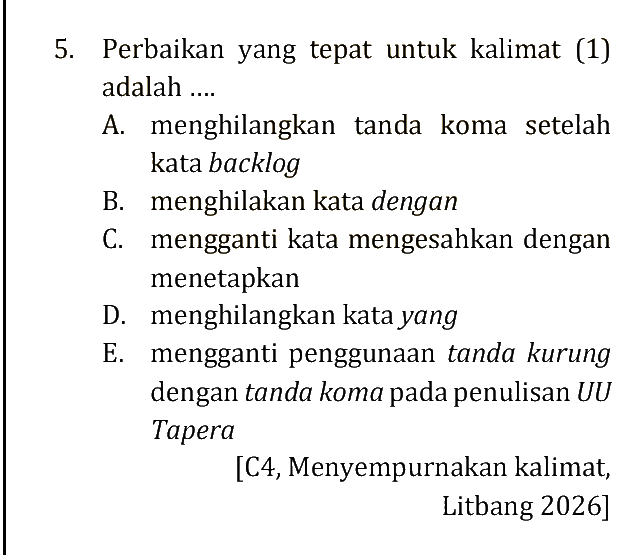 5. Perbaikan yang tepat untuk kalimat (1)
adalah ....
A. menghilangkan tanda koma setelah
kata backlog
B. menghilakan kata dengan
C. mengganti kata mengesahkan dengan
menetapkan
D. menghilangkan kata yang
E. mengganti penggunaan tanda kurung
dengan tanda koma pada penulisan UU
Tapera
[C4, Menyempurnakan kalimat,
Litbang 2026]